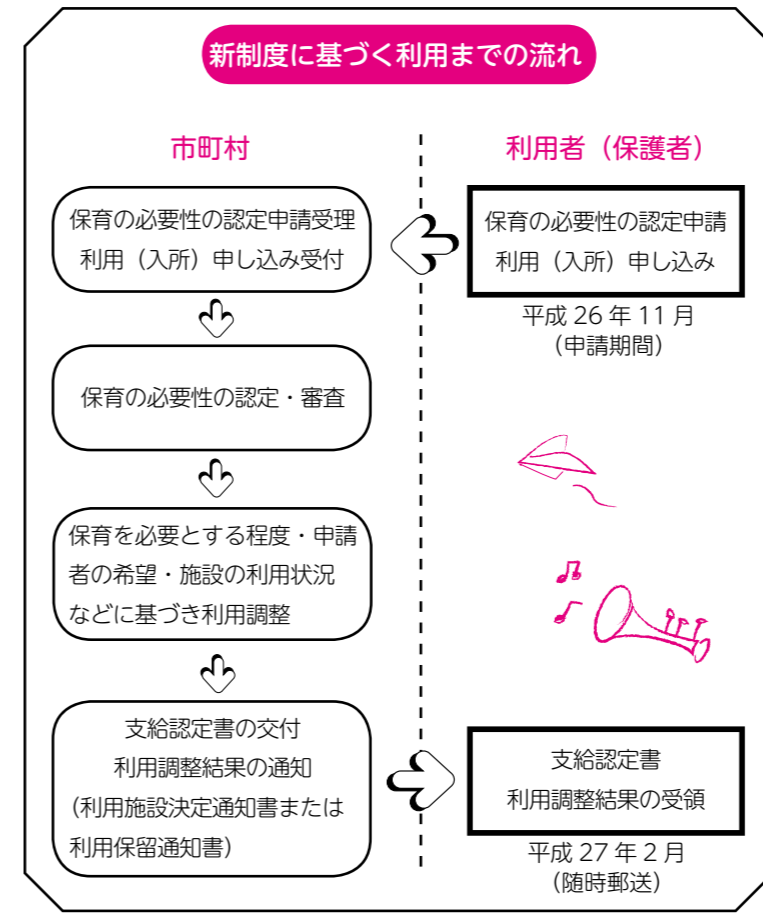 新制度に基づく利用までの流れ
市町村
利用者（保護者）
保育の必要性の認定申請
利用（入所）申し込み
平成 26 年 11 月
（申請期間）
保育の必要性の認定申請受理
利用（入所）申し込み受付
保育の必要性の認定・審査
保育を必要とする程度・申請
者の希望・施設の利用状況
などに基づき利用調整
支給認定書の交付
利用調整結果の通知
（利用施設決定通知書または
利用保留通知書）
支給認定書
利用調整結果の受領
平成 27 年 2 月
（随時郵送）